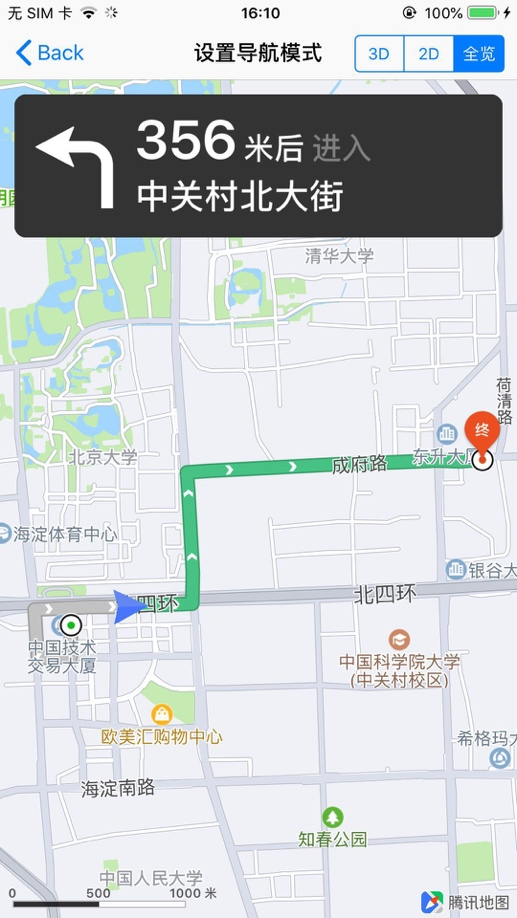 无 SIM 卡
16:10
100%
Back
设置导航模式
3D
2D
全览
356 米后 进入
中关村北大街
清华大学
荷清路
终
北京大学
成府路
东升大厦
海淀体育中心
银谷大
四环
北四环
中国技术
交易大厦
中国科学院大学
(中关村校区)
欧美汇购物中心
希格玛大
海淀南路
知春公园
中国人民大学
0
500
1000 米
腾讯地图